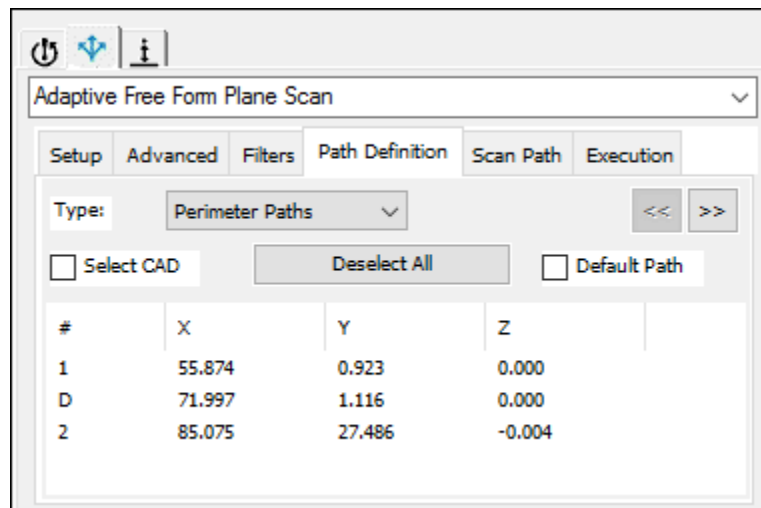 Adaptive Free Form Plane Scan
Setup Advanced Filters Path Definition Scan Path Execution
Type: Perimeter Paths << >>
Select CAD Deselect All Default Path
# X Y Z
1 55.874 0.923 0.000
D 71.997 1.116 0.000
2 85.075 27.486 -0.004